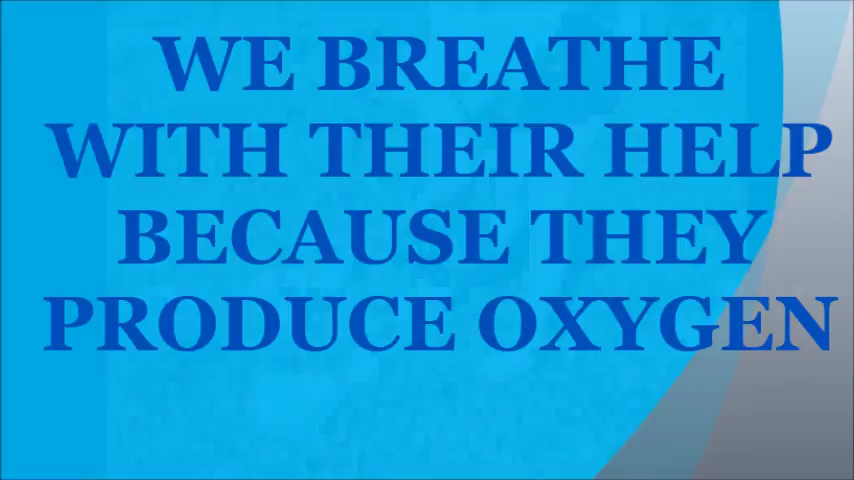 WE BREATHE
WITH THEIR HELP
BECAUSE THEY
PRODUCE OXYGEN